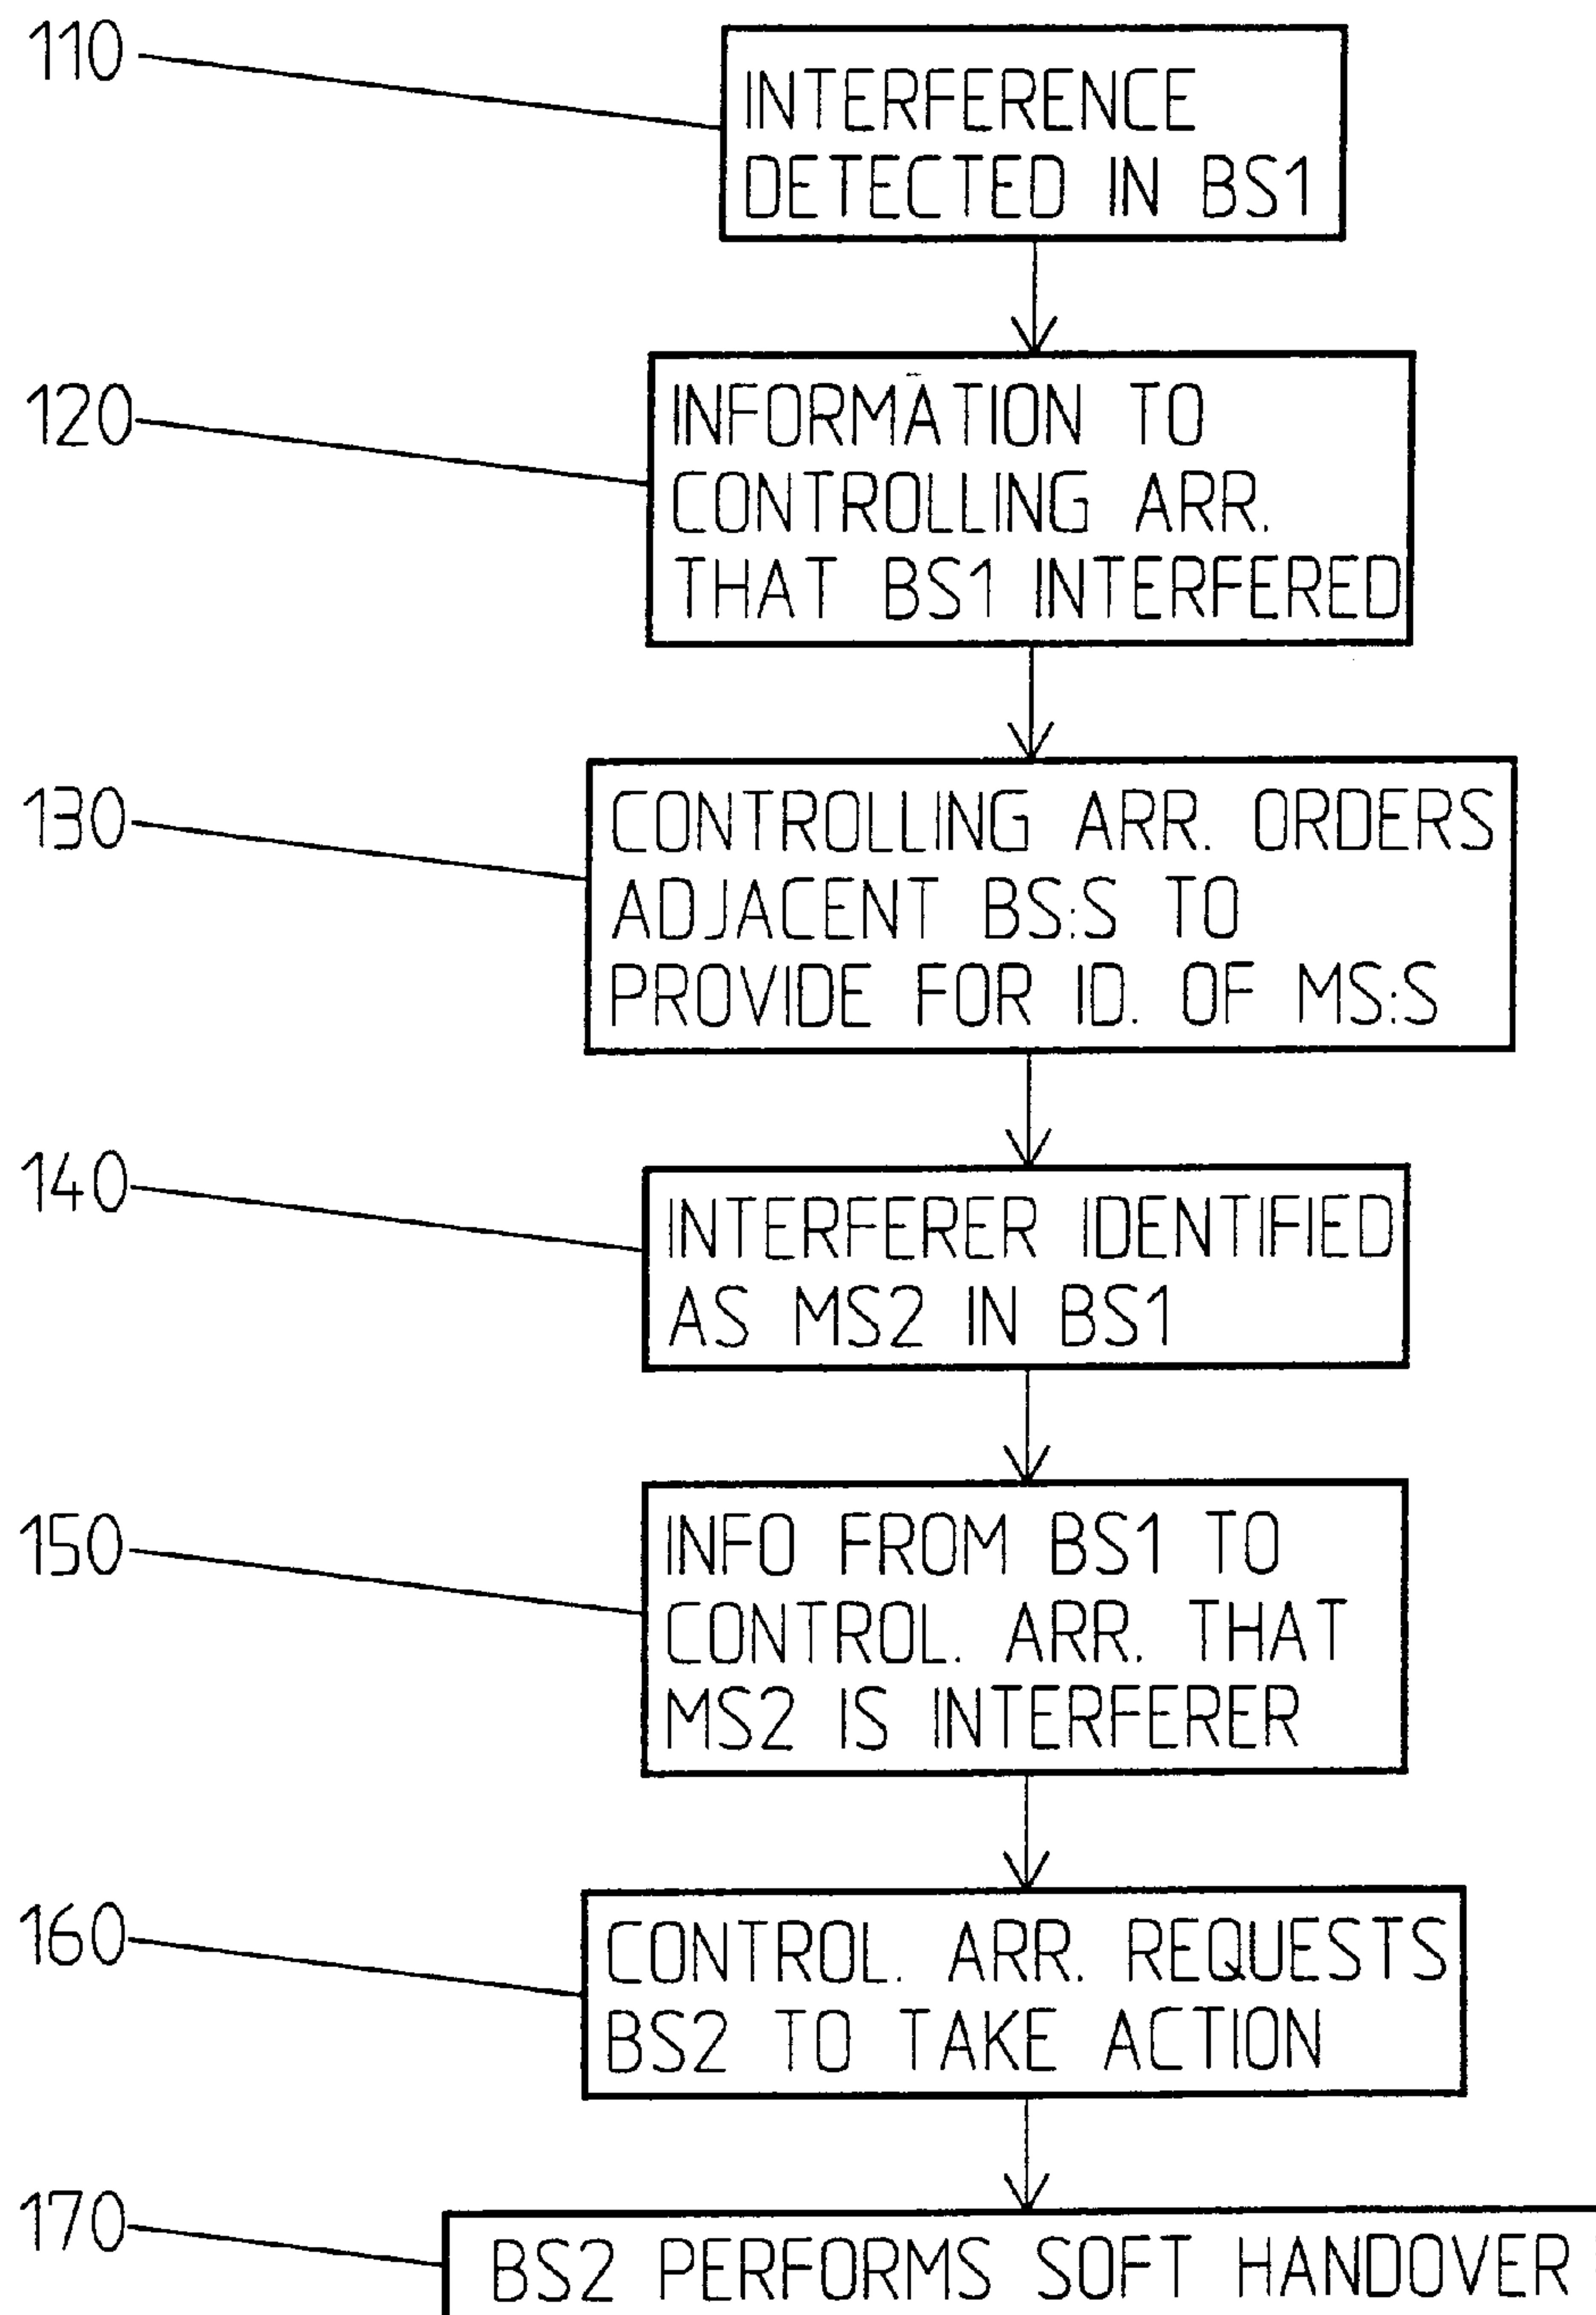 110
INTERFERENCE
DETECTED IN BS1
120
INFORMATION TO
CONTROLLING ARR.
THAT BS1 INTERFERED
130
CONTROLLING ARR. ORDERS
ADJACENT BS:S TO
PROVIDE FOR ID. OF MS:S
140
INTERFERER IDENTIFIED
AS MS2 IN BS1
150
INFO FROM BS1 TO
CONTROL. ARR. THAT
MS2 IS INTERFERER
160
CONTROL. ARR. REQUESTS
BS2 TO TAKE ACTION
170
BS2 PERFORMS SOFT HANDOVER